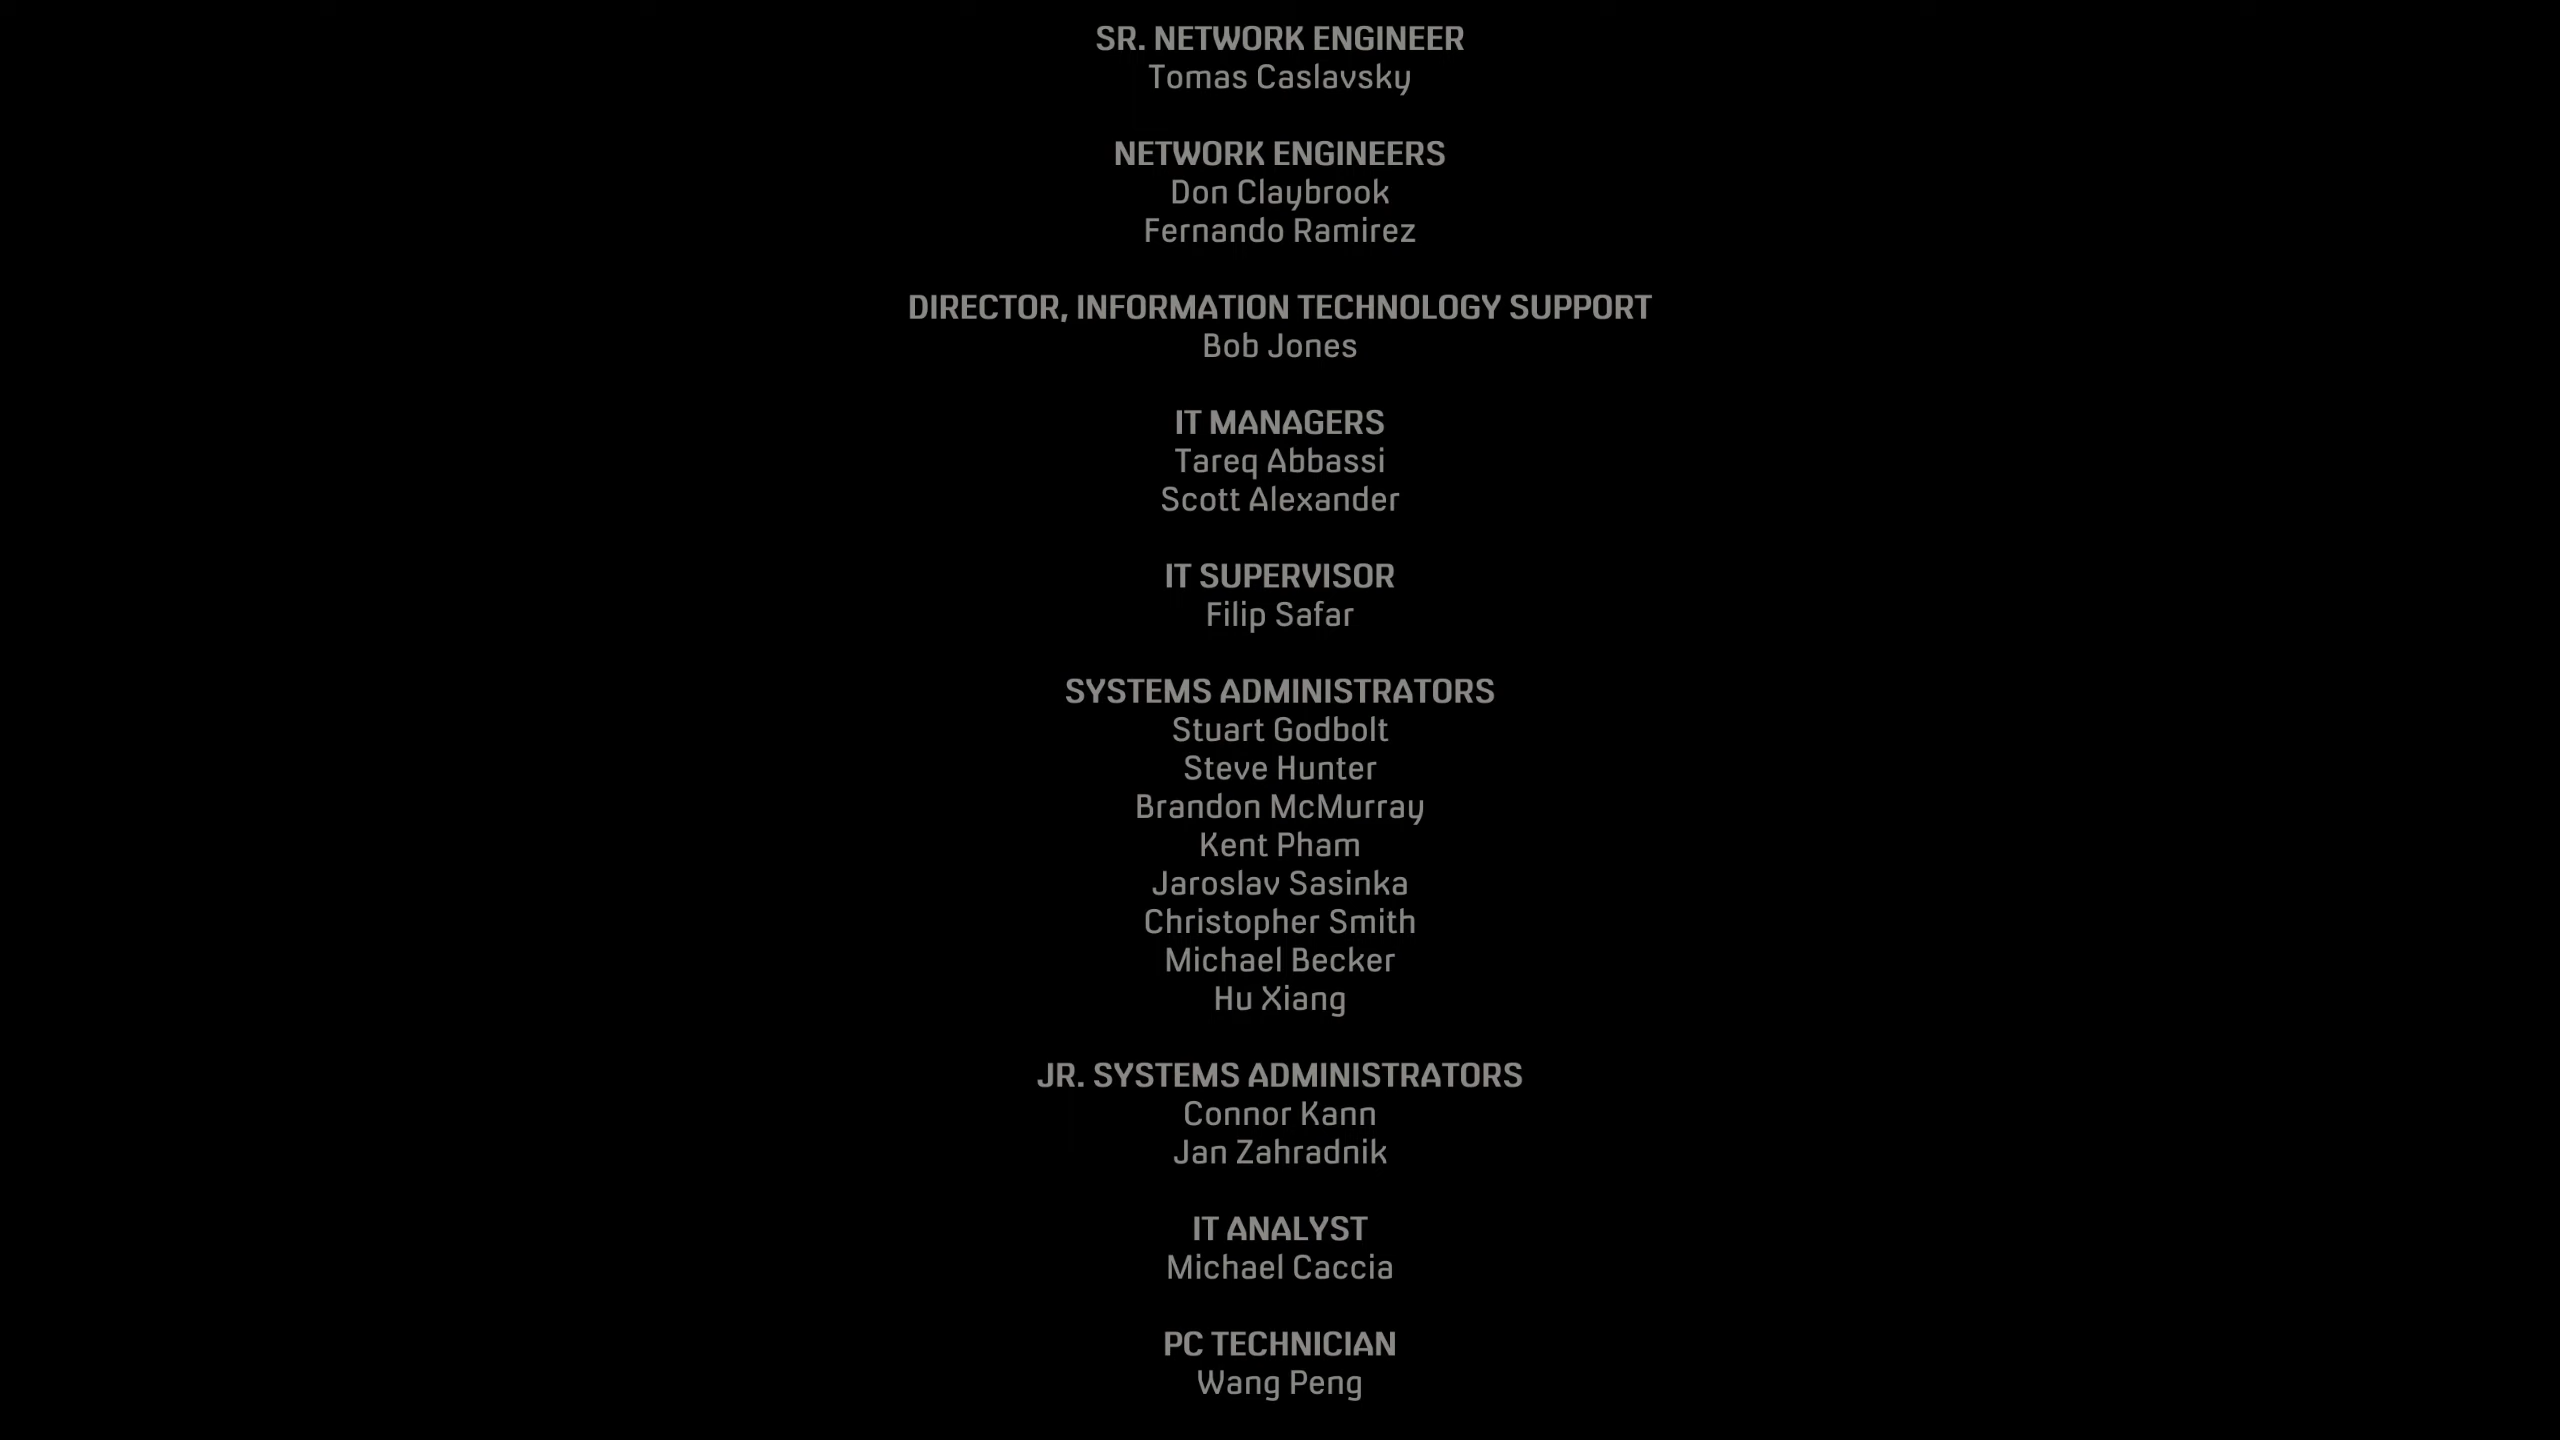 SR. NETWORK ENGINEER
Tomas Caslavsky
NETWORK ENGINEERS
Don Claybrook
Fernando Ramirez
DIRECTOR, INFORMATION TECHNOLOGY SUPPORT
Bob Jones
IT MANAGERS
Tareq Abbassi
Scott Alexander
IT SUPERVISOR
Filip Safar
SYSTEMS ADMINISTRATORS
Stuart Godbolt
Steve Hunter
Brandon McMurray
Kent Pham
Jaroslav Sasinka
Christopher Smith
Michael Becker
Hu Xiang
JR. SYSTEMS ADMINISTRATORS
Connor Kann
Jan Zahradnik
IT ANALYST
Michael Caccia
PC TECHNICIAN
Wang Peng